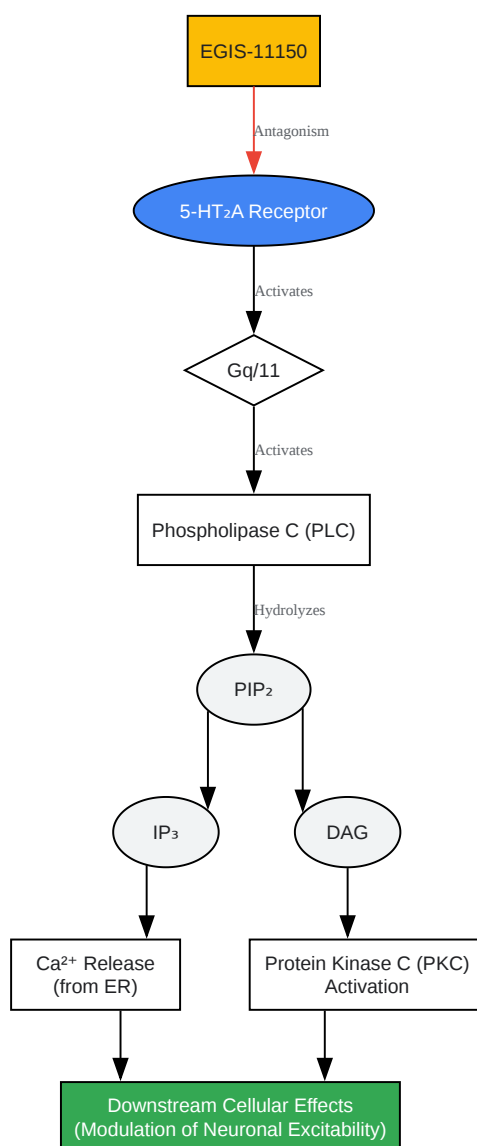 EGIS-11150
Antagonism
5-HT₂A Receptor
Activates
Gq/11
Activates
Phospholipase C (PLC)
Hydrolyzes
PIP₂
IP₃
DAG
Ca²⁺ Release
(from ER)
Protein Kinase C (PKC)
Activation
Downstream Cellular Effects
(Modulation of Neuronal Excitability)